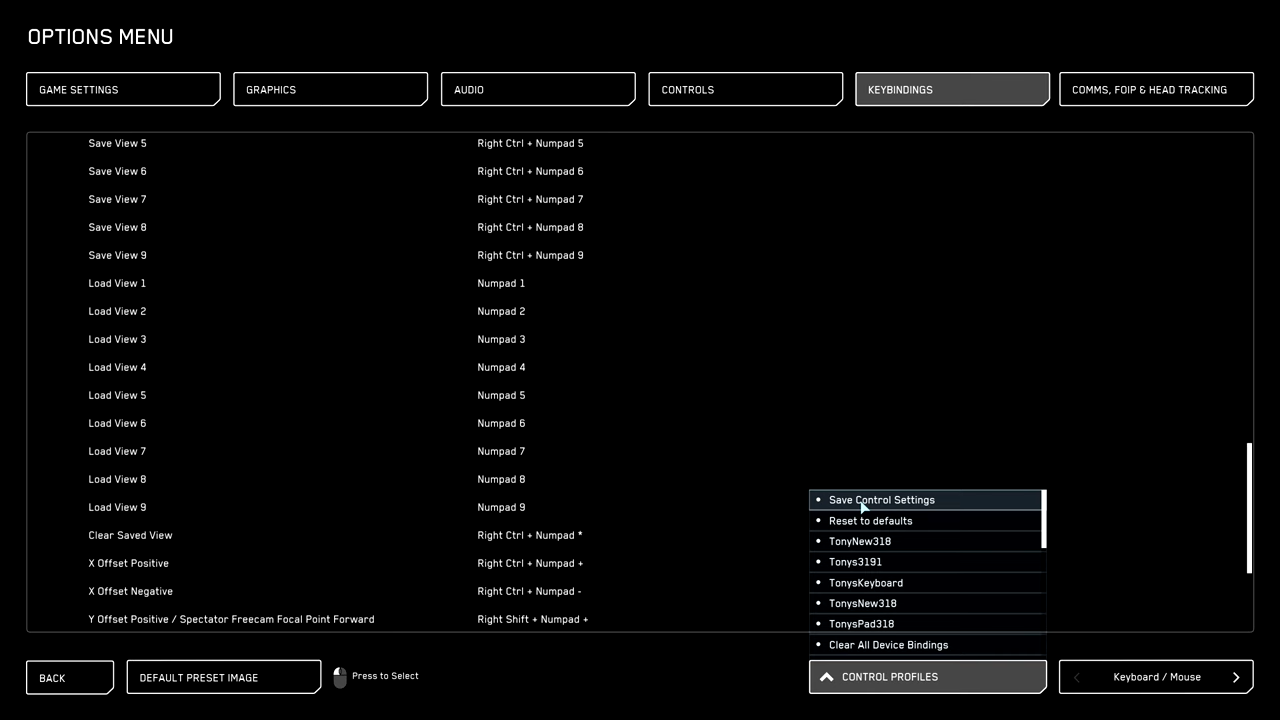 OPTIONS MENU
GAME SETTINGS
GRAPHICS
AUDIO
CONTROLS
KEYBINDINGS
COMMS, FOIP & HEAD TRACKING
Save View 5 Right Ctrl + Numpad 5
Save View 6 Right Ctrl + Numpad 6
Save View 7 Right Ctrl + Numpad 7
Save View 8 Right Ctrl + Numpad 8
Save View 9 Right Ctrl + Numpad 9
Load View 1 Numpad 1
Load View 2 Numpad 2
Load View 3 Numpad 3
Load View 4 Numpad 4
Load View 5 Numpad 5
Load View 6 Numpad 6
Load View 7 Numpad 7
Load View 8 Numpad 8
Load View 9 Numpad 9
Clear Saved View Right Ctrl + Numpad *
X Offset Positive Right Ctrl + Numpad +
X Offset Negative Right Ctrl + Numpad -
Y Offset Positive / Spectator Freecam Focal Point Forward Right Shift + Numpad +
Save Control Settings
Reset to defaults
TonyNew318
Tonys3191
TonysKeyboard
TonysNew318
TonysPad318
Clear All Device Bindings
BACK
DEFAULT PRESET IMAGE
Press to Select
CONTROL PROFILES
Keyboard / Mouse